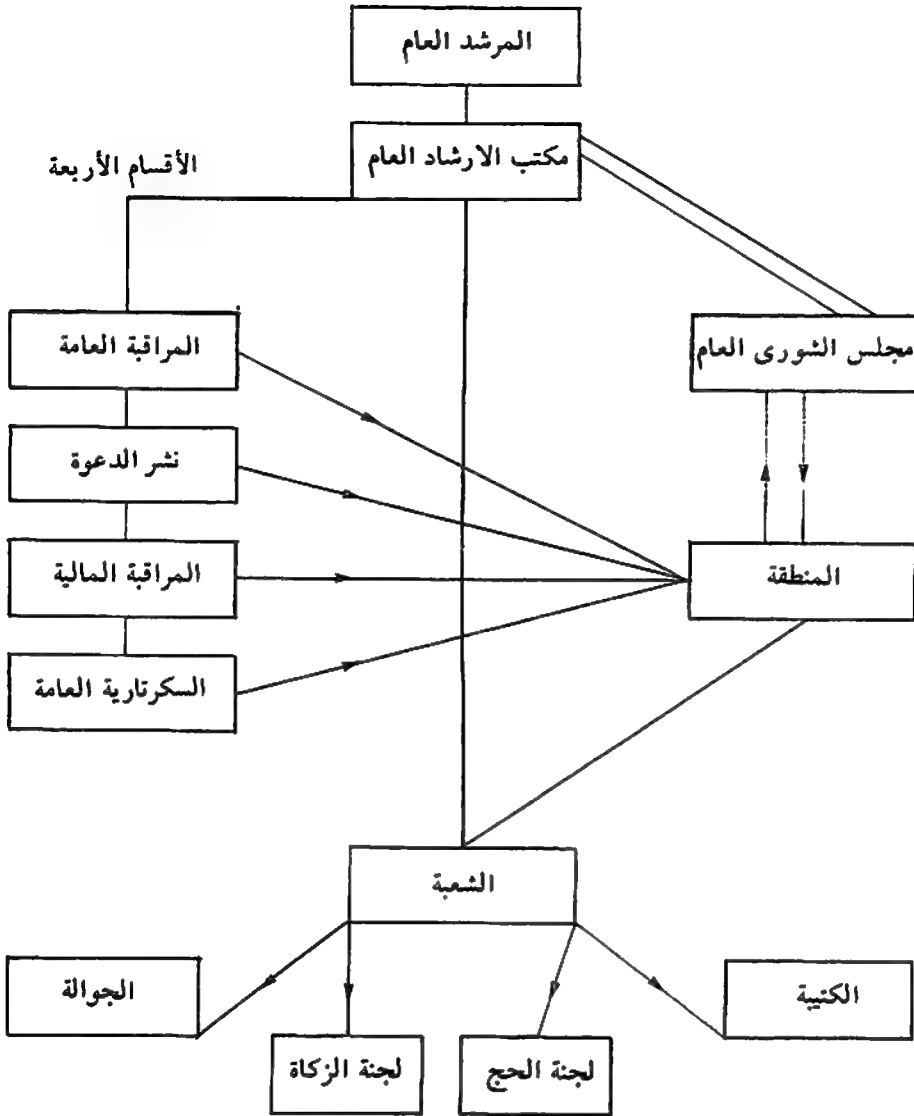 المرشد العام
مكتب الارشاد العام
الأقسام الأربعة
المراقبة العامة
مجلس الشورى العام
نشر الدعوة
المراقبة المالية
المنطقة
السكرتارية العامة
الشعبة
الجوالة
الكتيبة
لجنة الزكاة
لجنة الحج